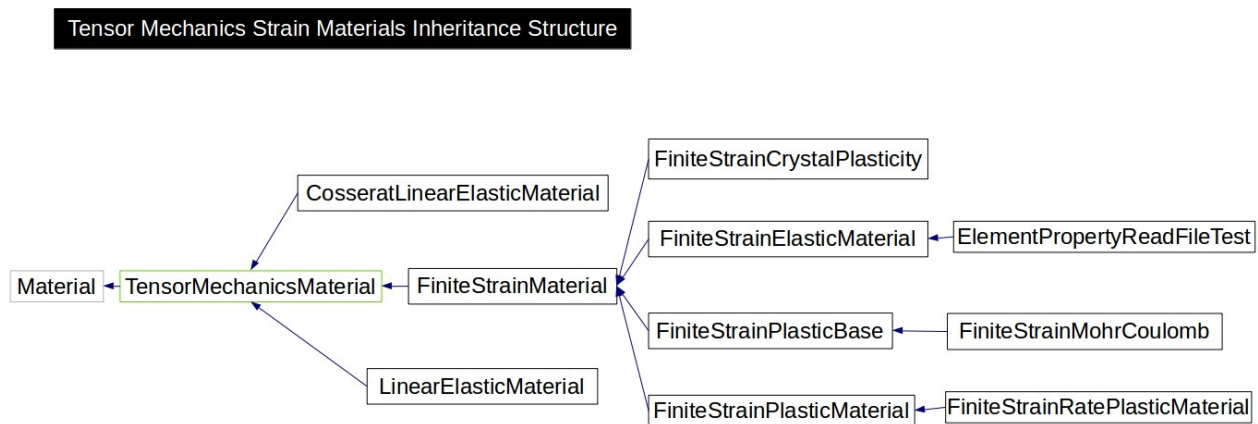 Tensor Mechanics Strain Materials Inheritance Structure
FiniteStrainCrystalPlasticity
CosseratLinearElasticMaterial
FiniteStrainElasticMaterial
ElementPropertyReadFileTest
Material
TensorMechanicsMaterial
FiniteStrainMaterial
FiniteStrainPlasticBase
FiniteStrainMohrCoulomb
LinearElasticMaterial
FiniteStrainPlasticMaterial
FiniteStrainRatePlasticMaterial